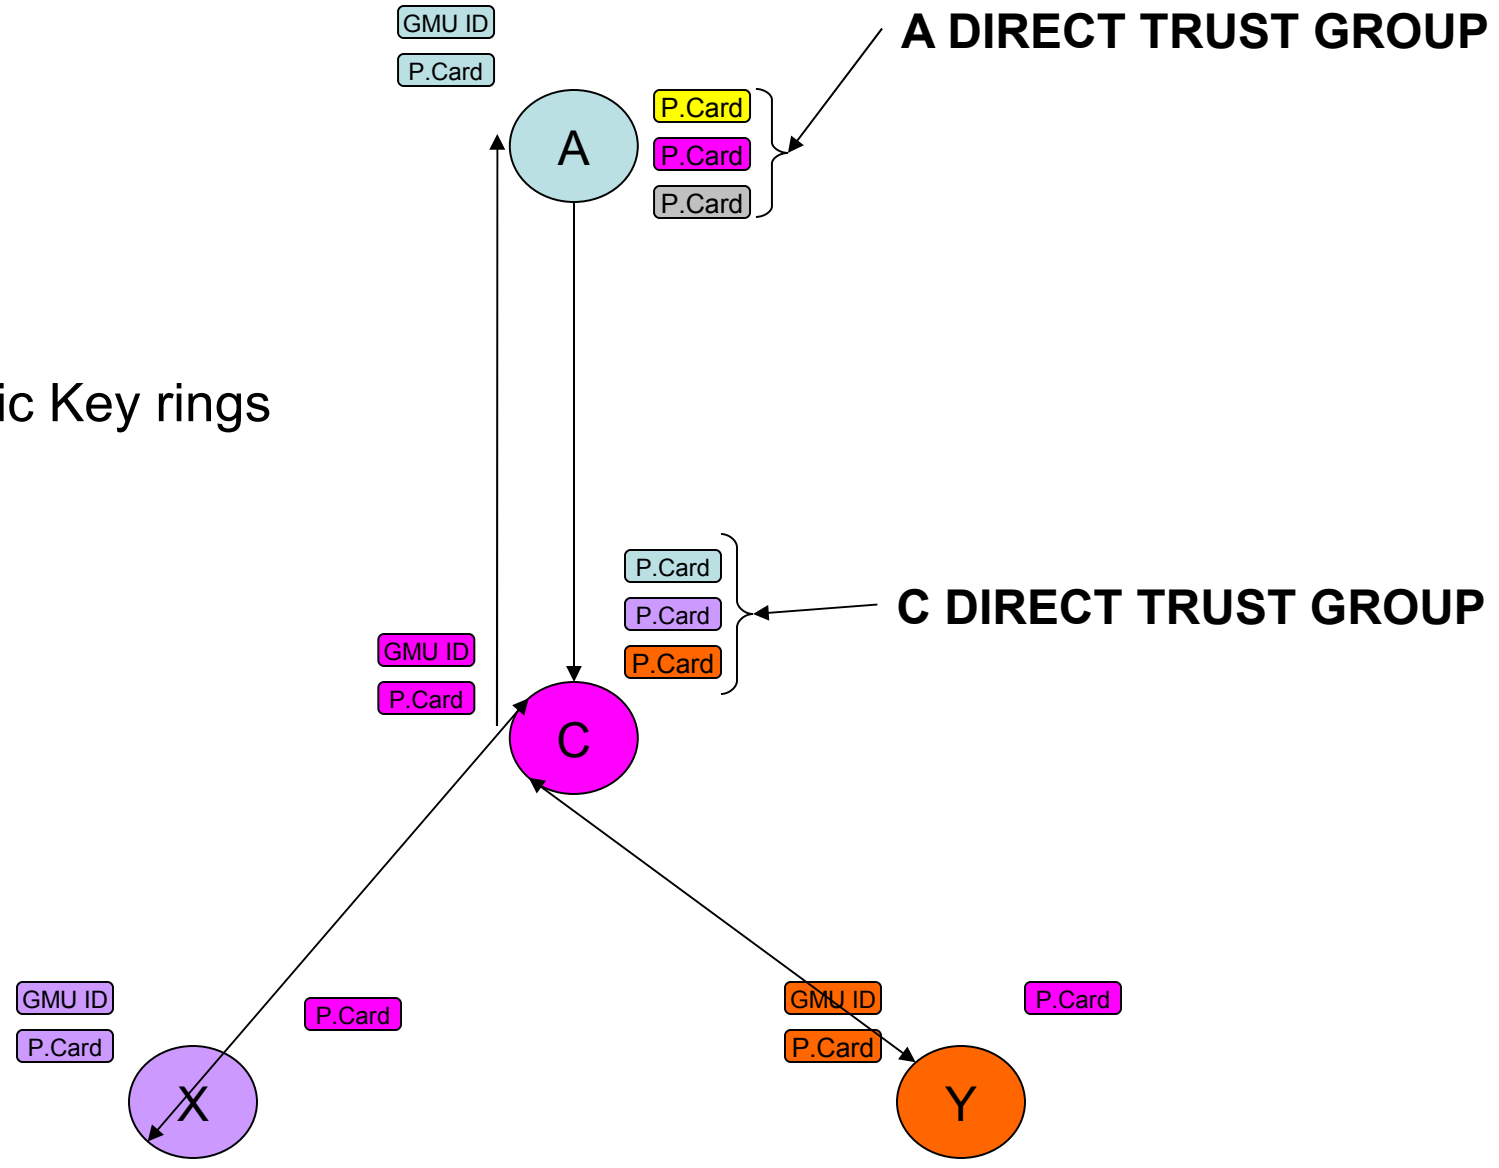 GMU ID
P.Card
A DIRECT TRUST GROUP
A
P.Card
P.Card
P.Card
ic Key rings
P.Card
P.Card
P.Card
C DIRECT TRUST GROUP
GMU ID
P.Card
C
GMU ID
P.Card
P.Card
X
GMU ID
P.Card
P.Card
Y